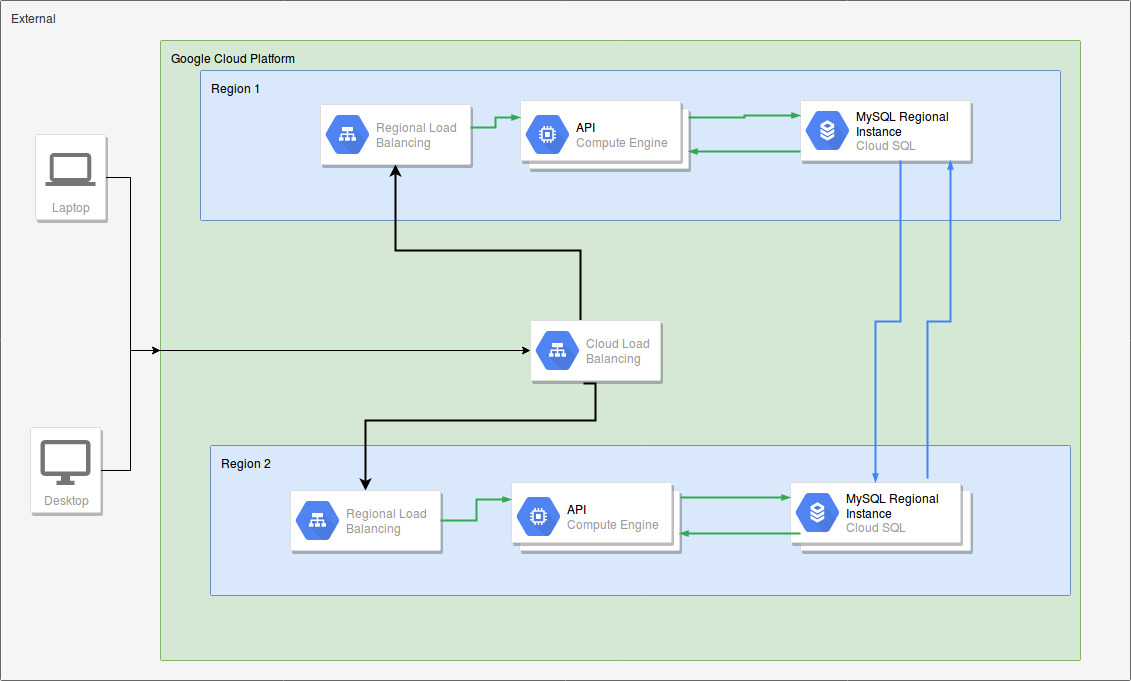 External
Google Cloud Platform
Region 1
Regional Load
Balancing
API
Compute Engine
MySQL Regional
Instance
Cloud SQL
Laptop
Cloud Load
Balancing
Desktop
Region 2
Regional Load
Balancing
API
Compute Engine
MySQL Regional
Instance
Cloud SQL